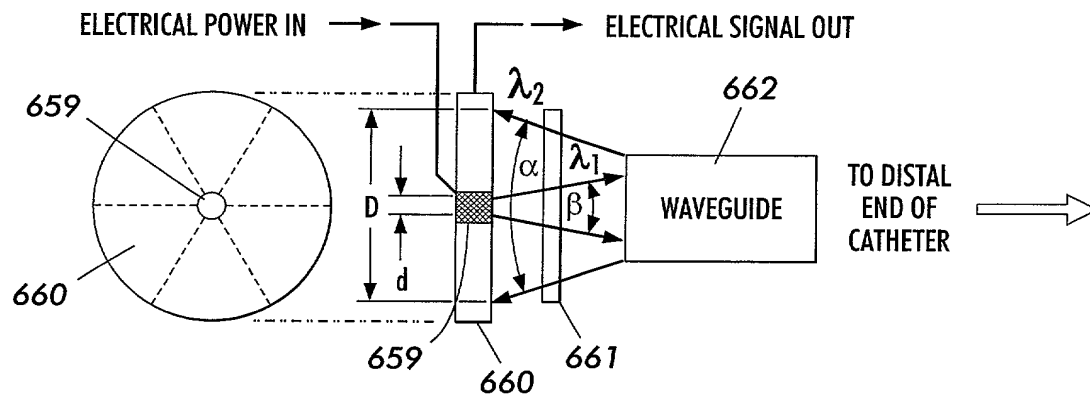 ELECTRICAL POWER IN
ELECTRICAL SIGNAL OUT
659
660
D
d
659
660
λ2
α
λ1
β
661
662
WAVEGUIDE
TO DISTAL
END OF
CATHETER